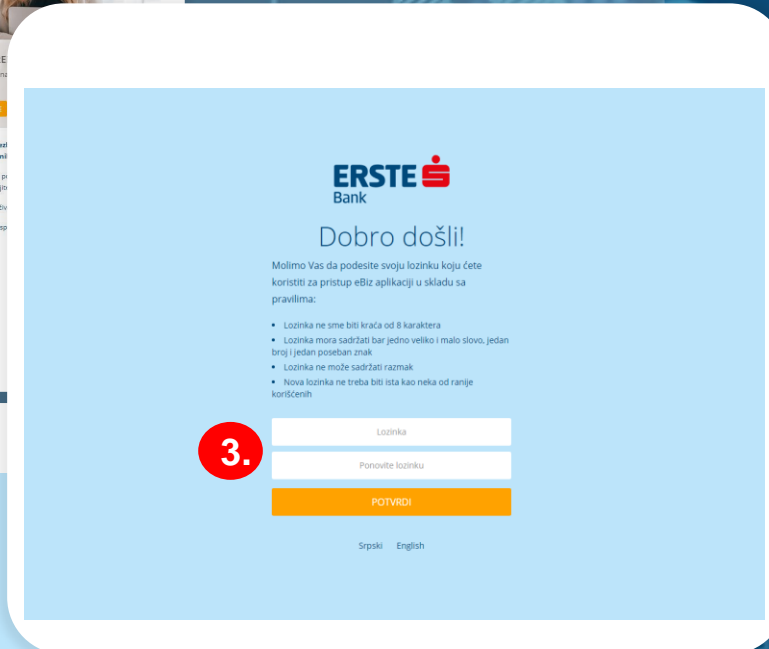 ERSTE
Bank
Dobro došli!
Molimo Vas da podesite svoju lozinku koju ćete
koristiti za pristup eBiz aplikaciji u skladu sa
pravilima:
• Lozinka ne sme biti kraća od 8 karaktera
• Lozinka mora sadržati bar jedno veliko i malo slovo, jedan
broj i jedan poseban znak
• Lozinka ne može sadržati razmak
• Nova lozinka ne treba biti ista kao neka od ranije
korišćenih
3.
Lozinka
Ponovite lozinku
POTVRDI
Srpski English